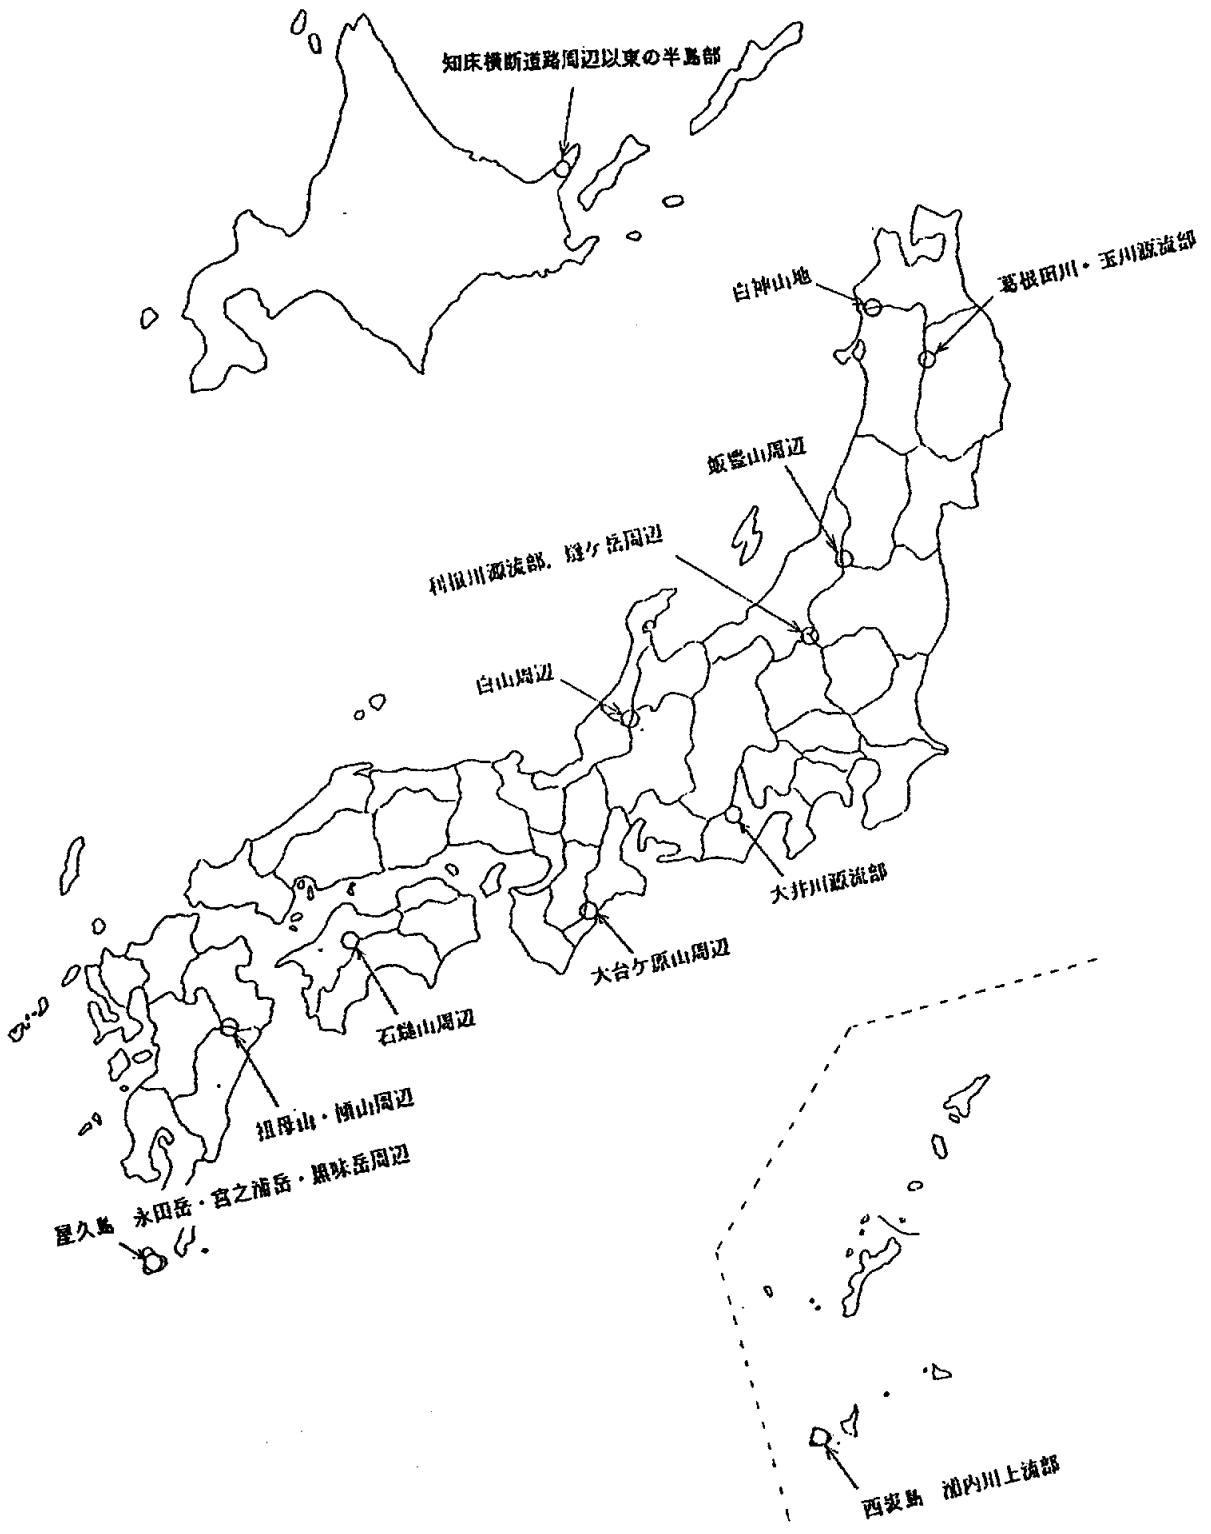 知床横断道路周辺以東の半島部
白神山地
葛根田川・玉川源流部
飯豊山周辺
利根川源流部，燧ケ岳周辺
白山周辺
大井川源流部
大台ケ原山周辺
石鎚山周辺
祖母山・傾山周辺
屋久島 永田岳・宮之浦岳・黒味岳周辺
西表島 浦内川上流部